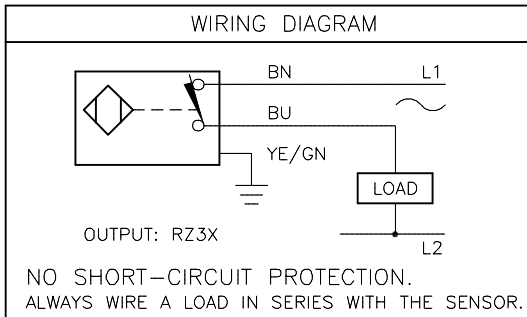 WIRING DIAGRAM
BN L1
BU
YE/GN
LOAD
OUTPUT: RZ3X
L2
NO SHORT-CIRCUIT PROTECTION.
ALWAYS WIRE A LOAD IN SERIES WITH THE SENSOR.